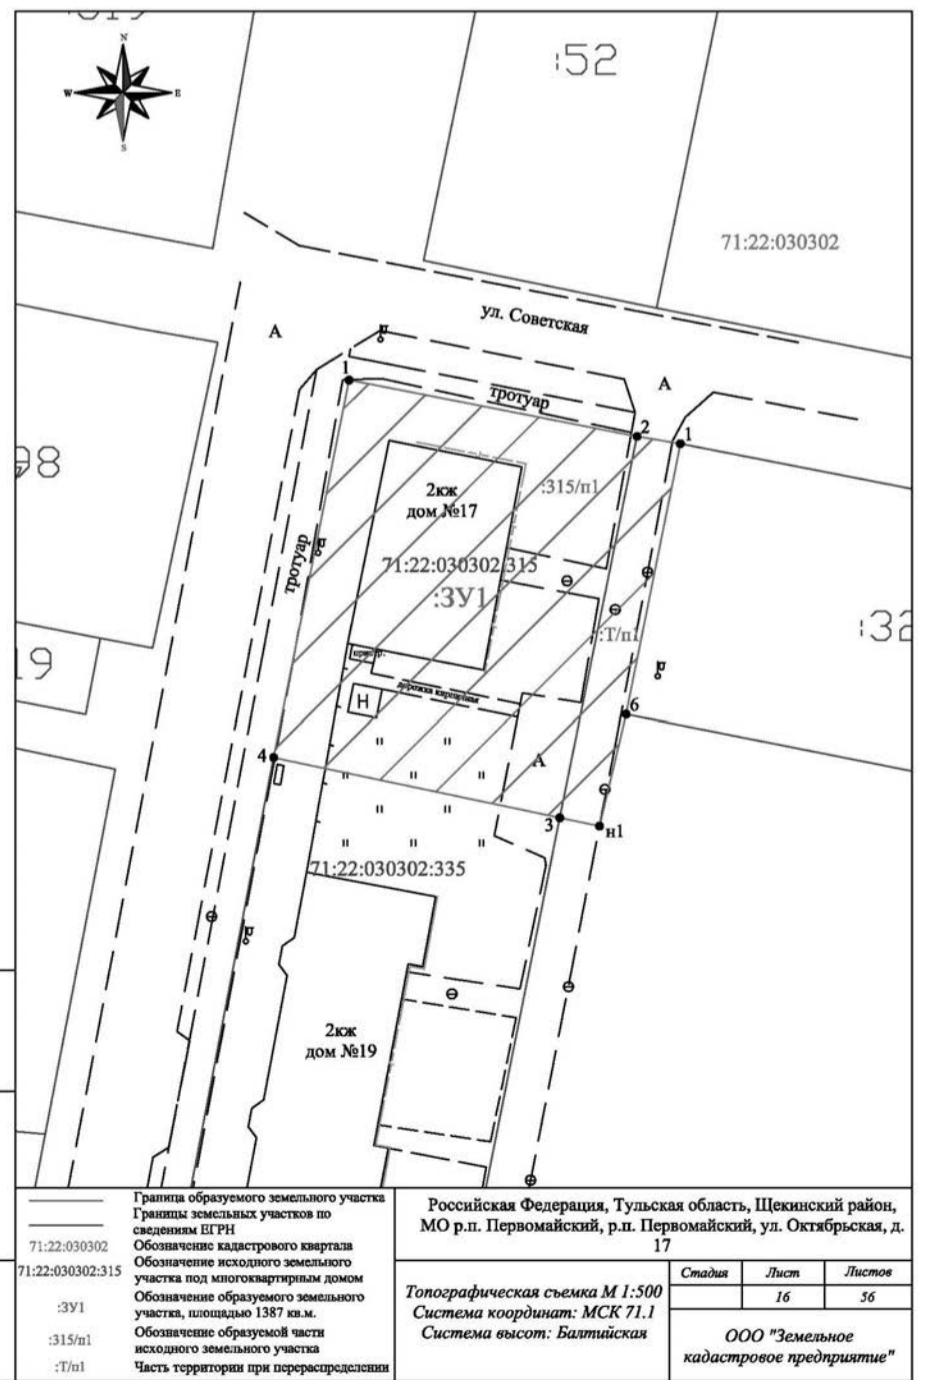 N
W
E
S
:52
71:22:030302
ул. Советская
А
А
1
тротуар
2
1
:315/п1
2кж
дом №17
тротуар
71:22:030302:315
:ЗУ1
:Т/п1
:32
19
дорожка кирпичная
Н
6
4
А
3
н1
71:22:030302:335
2кж
дом №19
Граница образуемого земельного участка
Границы земельных участков по
сведениям ЕГРН
71:22:030302 Обозначение кадастрового квартала
71:22:030302:315 Обозначение исходного земельного
участка под многоквартирным домом
:ЗУ1 Обозначение образуемого земельного
участка, площадью 1387 кв.м.
:315/п1 Обозначение образуемой части
исходного земельного участка
:Т/п1 Часть территории при перераспределении
Российская Федерация, Тульская область, Щекинский район,
МО р.п. Первомайский, р.п. Первомайский, ул. Октябрьская, д.
17
Топографическая съемка М 1:500
Система координат: МСК 71.1
Система высот: Балтийская
Стадия Лист Листов
16 56
ООО "Земельное
кадастровое предприятие"